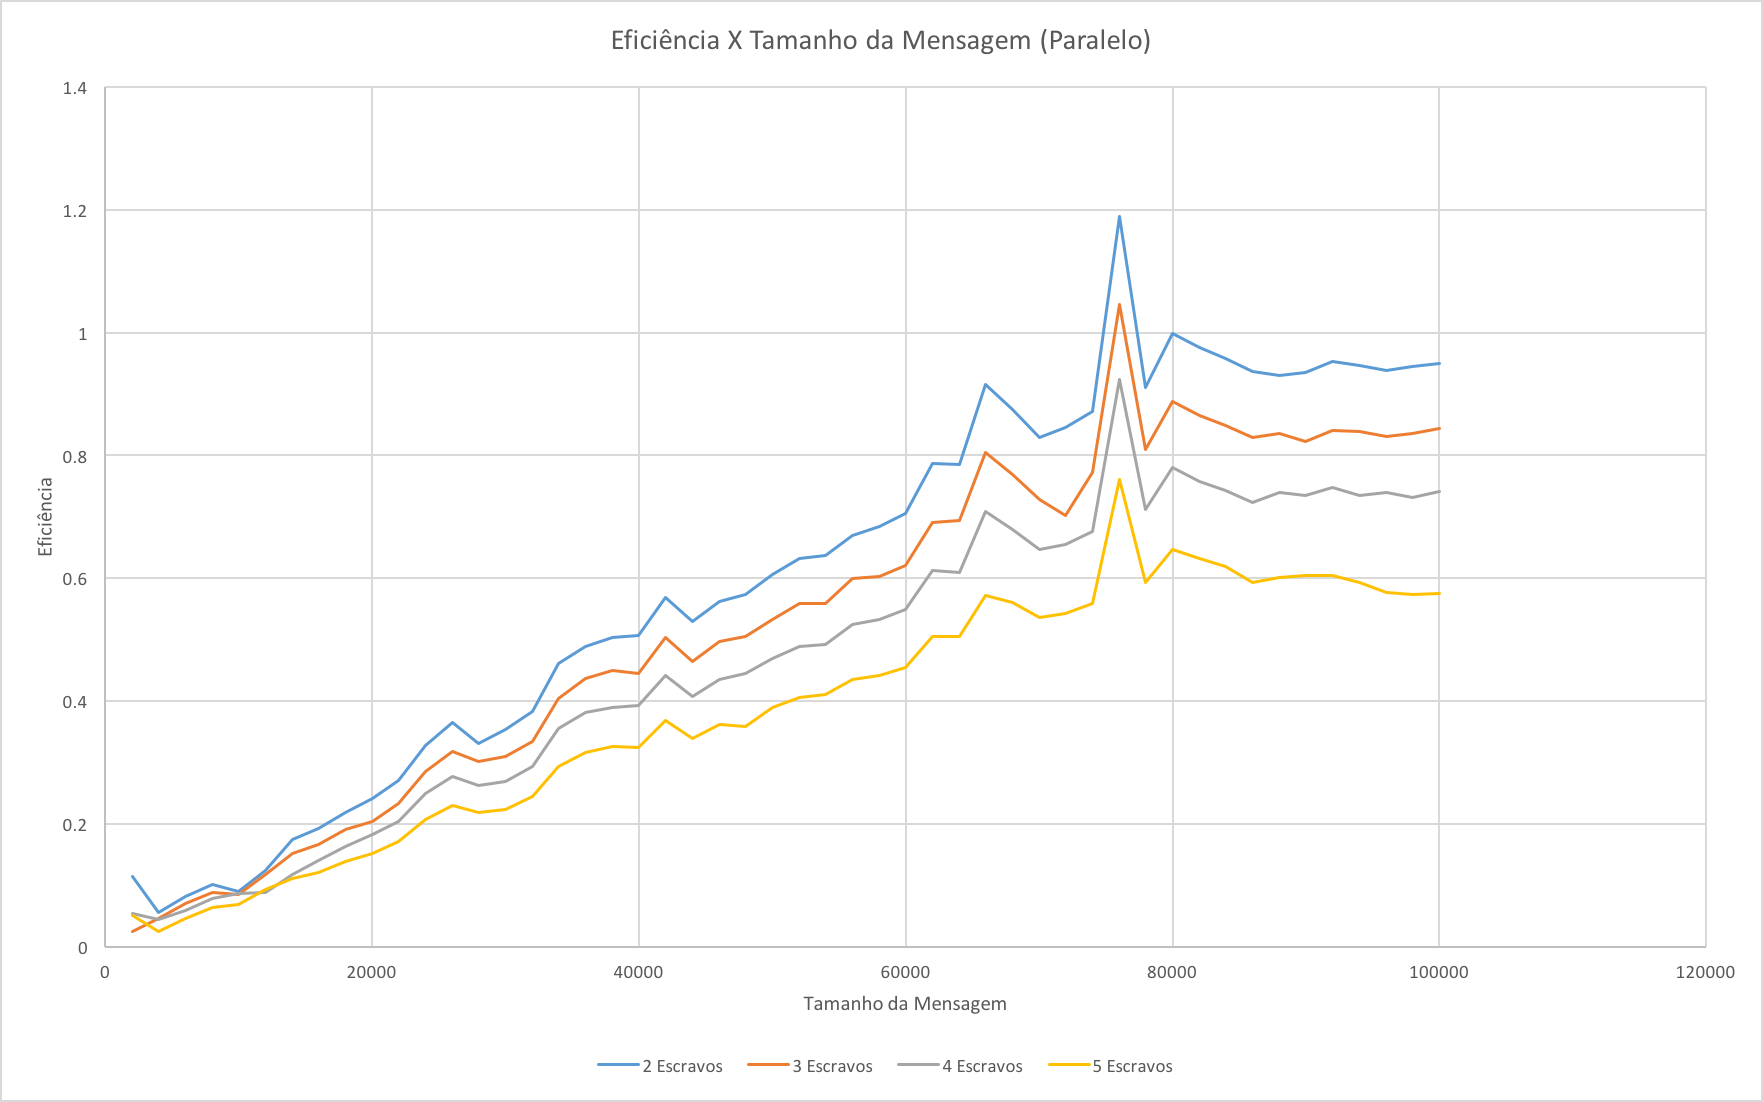 Eficiência X Tamanho da Mensagem (Paralelo)
1.4
1.2
1
0.8
0.6
0.4
0.2
0
Eficiência
0 20000 40000 60000 80000 100000 120000
Tamanho da Mensagem
2 Escravos 3 Escravos 4 Escravos 5 Escravos